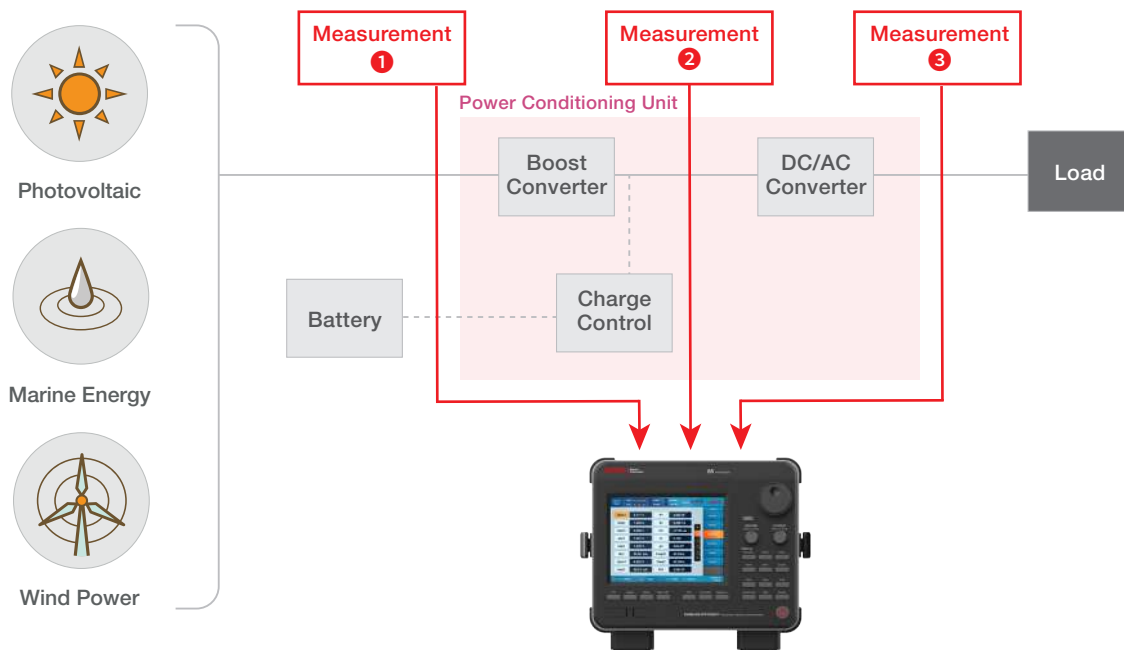 Measurement
1
Measurement
2
Measurement
3
Power Conditioning Unit
Photovoltaic
Boost
Converter
DC/AC
Converter
Load
Marine Energy
Battery
Charge
Control
Wind Power